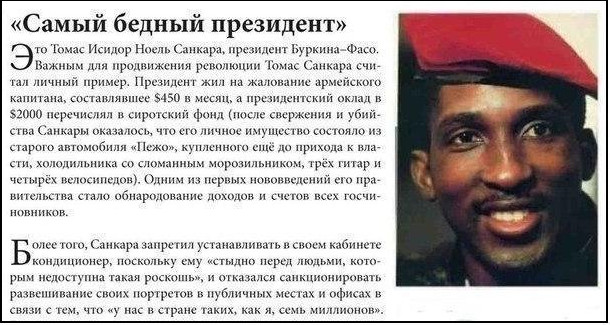 «Самый бедный президент»
Это Томас Исидор Ноель Санкара, президент Буркина–Фасо.
Важным для продвижения революции Томас Санкара счи-
тал личный пример. Президент жил на жалование армейского
капитана, составлявшее $450 в месяц, а президентский оклад в
$2000 перечислял в сиротский фонд (после свержения и убий-
ства Санкары оказалось, что его личное имущество состояло из
старого автомобиля «Пежо», купленного ещё до прихода к вла-
сти, холодильника со сломанным морозильником, трёх гитар и
четырёх велосипедов). Одним из первых нововведений его пра-
вительства стало обнародование доходов и счетов всех госчи-
новников.
Более того, Санкара запретил устанавливать в своем кабинете
кондиционер, поскольку ему «стыдно перед людьми, кото-
рым недоступна такая роскошь», и отказался санкционировать
развешивание своих портретов в публичных местах и офисах в
связи с тем, что «у нас в стране таких, как я, семь миллионов».